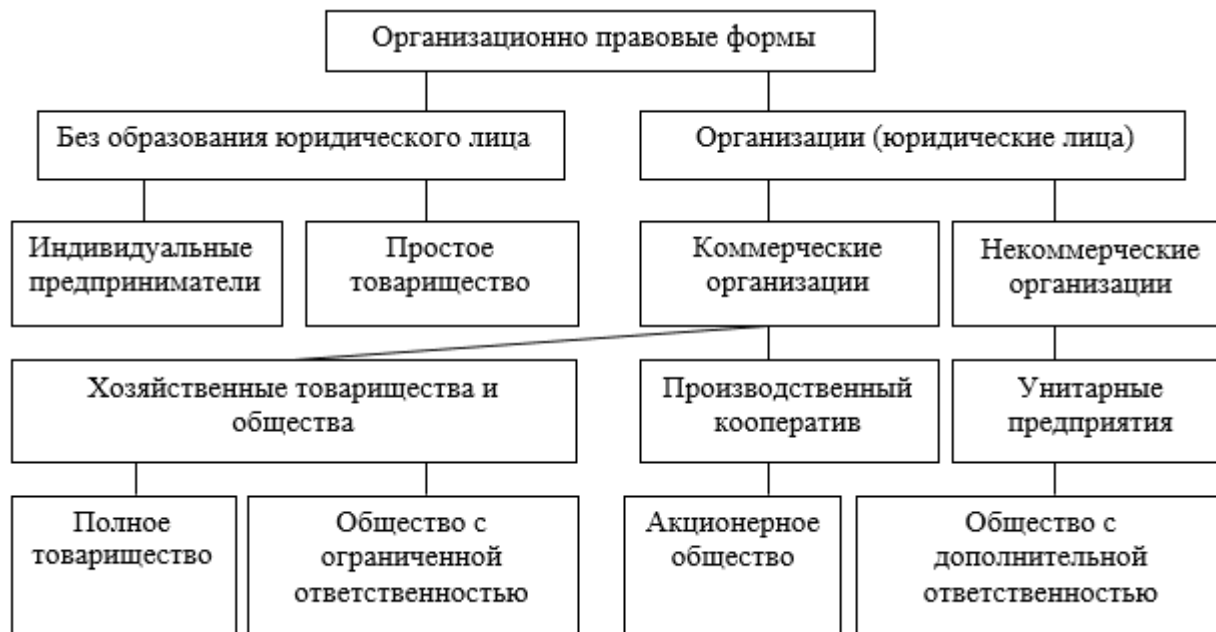 Организационно правовые формы
Без образования юридического лица
Организации (юридические лица)
Индивидуальные
предприниматели
Простое
товарищество
Коммерческие
организации
Некоммерческие
организации
Хозяйственные товарищества и
общества
Производственный
кооператив
Унитарные
предприятия
Полное
товарищество
Общество с
ограниченной
ответственностью
Акционерное
общество
Общество с
дополнительной
ответственностью